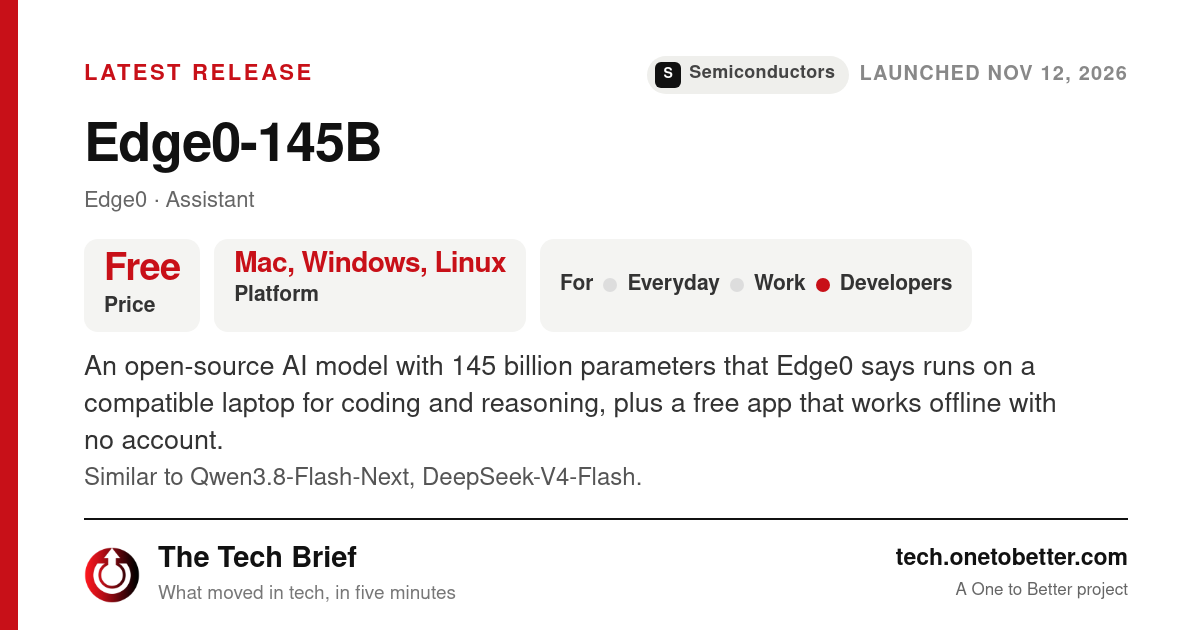 LATEST RELEASE
S Semiconductors LAUNCHED NOV 12, 2026
Edge0-145B
Edge0 · Assistant
Free
Price
Mac, Windows, Linux
Platform
For Everyday Work Developers
An open-source AI model with 145 billion parameters that Edge0 says runs on a
compatible laptop for coding and reasoning, plus a free app that works offline with
no account.
Similar to Qwen3.8-Flash-Next, DeepSeek-V4-Flash.
The Tech Brief
What moved in tech, in five minutes
tech.onetobetter.com
A One to Better project